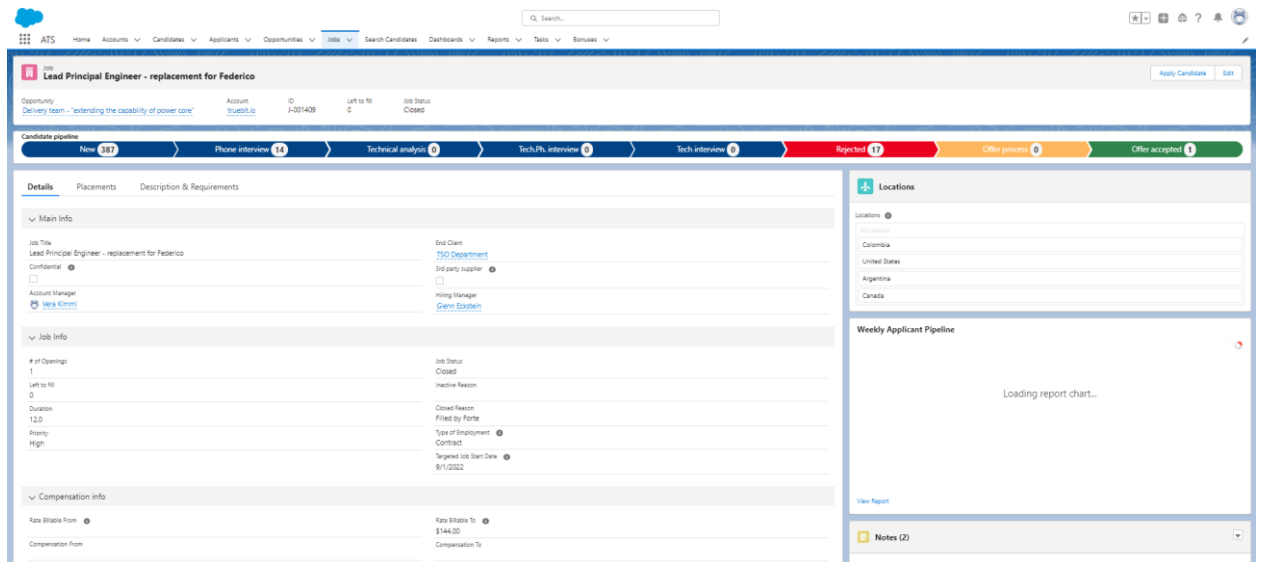 Search...
ATS Home Accounts Candidates Applicants Opportunities Jobs Search Candidates Dashboards Reports Tasks Bonuses
Job
Lead Principal Engineer - replacement for Federico
Apply Candidate Edit
Opportunity Account ID Left to fill Job Status
Delivery team - "extending the capability of power core" truebit.io J-001409 0 Closed
Candidate pipeline
New 387 Phone interview 14 Technical analysis 0 Tech.Ph. interview 0 Tech interview 0 Rejected 17 Offer process 0 Offer accepted 1
Details Placements Description & Requirements
Main Info
Job Title
Lead Principal Engineer - replacement for Federico
End Client
TSO Department
Confidential
3rd party supplier
Account Manager
Vera Kimmi
Hiring Manager
Glenn Eckstein
Job Info
# of Openings
1
Job Status
Closed
Left to fill
0
Inactive Reason
Duration
12.0
Closed Reason
Filled by Forte
Priority
High
Type of Employment
Contract
Targeted Job Start Date
9/1/2022
Compensation info
Rate Billable From
Rate Billable To
$144.00
Compensation From
Compensation To
Locations
Locations
Colombia
United States
Argentina
Canada
Weekly Applicant Pipeline
Loading report chart...
View Report
Notes (2)